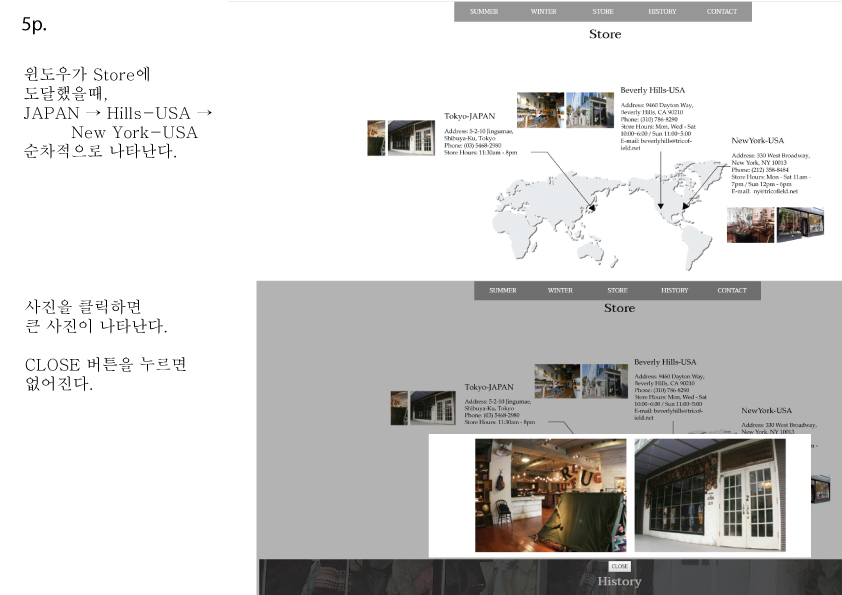 5p.
윈도우가 Store에
도달했을때,
JAPAN → Hills-USA →
New York-USA
순차적으로 나타난다.
SUMMER WINTER STORE HISTORY CONTACT
Store
Tokyo-JAPAN
Address: 5-2-10 Jingumae,
Shibuya-Ku, Tokyo
Phone: (03) 5468-2980
Store Hours: 11:30am - 8pm
Beverly Hills-USA
Address: 9460 Dayton Way,
Beverly Hills, CA 90210
Phone: (310) 786-8290
Store Hours: Mon, Wed - Sat
10:00~6:00 / Sun 11:00~5:00
E-mail: beverlyhills@tricof-
ield.net
NewYork-USA
Address: 330 West Broadway,
New York, NY 10013
Phone: (212) 358-8484
Store Hours: Mon - Sat 11am -
7pm / Sun 12pm - 6pm
E-mail: ny@tricofield.net
사진을 클릭하면
큰 사진이 나타난다.
CLOSE 버튼을 누르면
없어진다.
SUMMER WINTER STORE HISTORY CONTACT
Store
Tokyo-JAPAN
Address: 5-2-10 Jingumae,
Shibuya-Ku, Tokyo
Phone: (03) 5468-2980
Store Hours: 11:30am - 8pm
Beverly Hills-USA
Address: 9460 Dayton Way,
Beverly Hills, CA 90210
Phone: (310) 786-8290
Store Hours: Mon, Wed - Sat
10:00~6:00 / Sun 11:00~5:00
E-mail: beverlyhills@tricof-
ield.net
NewYork-USA
Address: 330 West Broadway,
New York, NY 10013
CLOSE
History